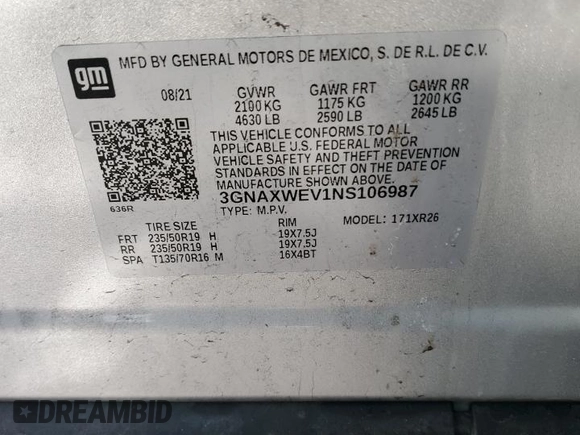 gm MFD BY GENERAL MOTORS DE MEXICO, S. DE R.L. DE C.V.
08/21 GVWR GAWR FRT GAWR RR
2100 KG 1175 KG 1200 KG
4630 LB 2590 LB 2645 LB
THIS VEHICLE CONFORMS TO ALL
APPLICABLE U.S. FEDERAL MOTOR
VEHICLE SAFETY AND THEFT PREVENTION
STANDARDS IN EFFECT ON THE DATE OF
MANUFACTURE SHOWN ABOVE.
3GNAXWEV1NS106987
636R TYPE: M.P.V. MODEL: 171XR26
TIRE SIZE RIM
FRT 235/50R19 H 19X7.5J
RR 235/50R19 H 19X7.5J
SPA T135/70R16 M 16X4BT
DREAMBID